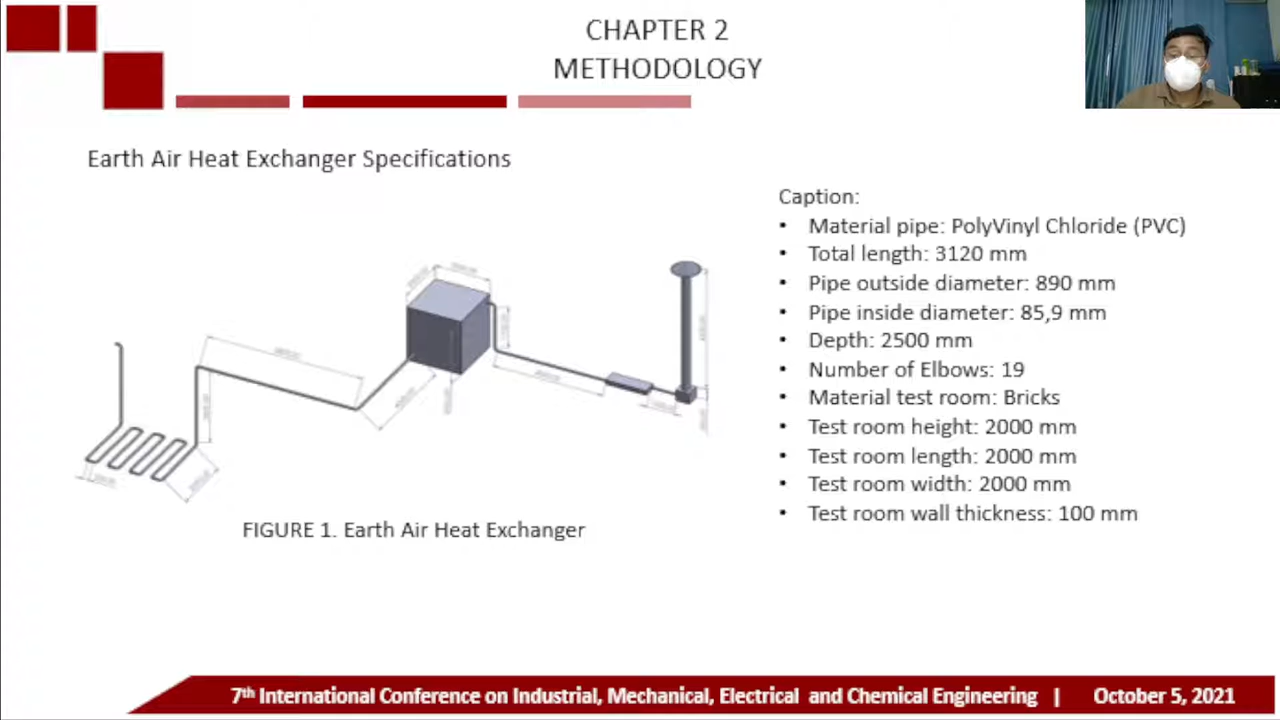 CHAPTER 2
METHODOLOGY
Earth Air Heat Exchanger Specifications
Caption:
• Material pipe: PolyVinyl Chloride (PVC)
• Total length: 3120 mm
• Pipe outside diameter: 890 mm
• Pipe inside diameter: 85,9 mm
• Depth: 2500 mm
• Number of Elbows: 19
• Material test room: Bricks
• Test room height: 2000 mm
• Test room length: 2000 mm
• Test room width: 2000 mm
• Test room wall thickness: 100 mm
FIGURE 1. Earth Air Heat Exchanger
7th International Conference on Industrial, Mechanical, Electrical and Chemical Engineering | October 5, 2021